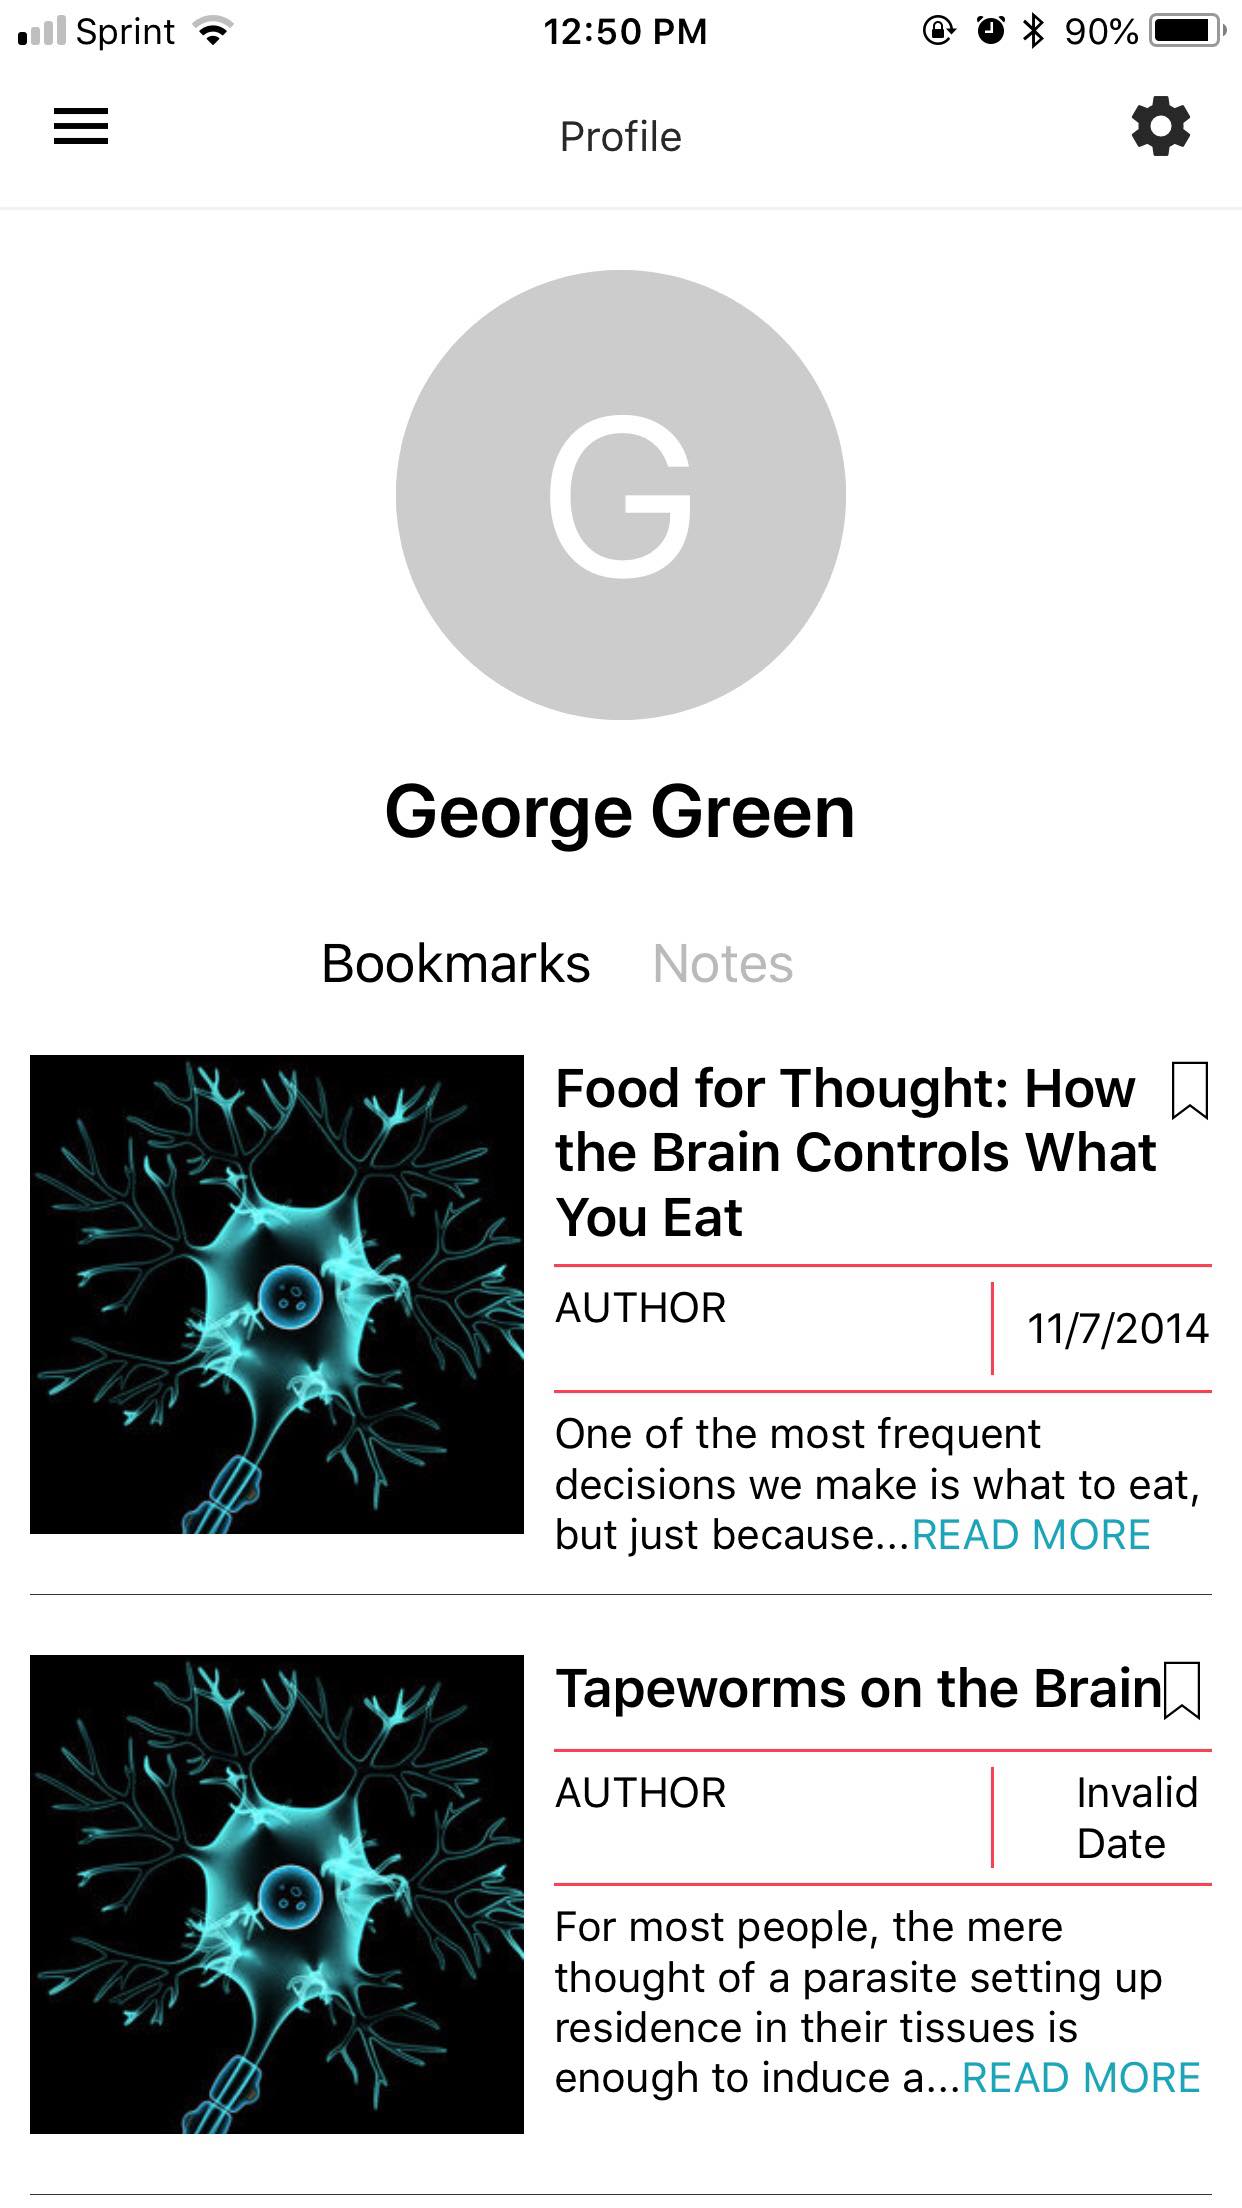 Sprint 12:50 PM 90%
Profile
G
George Green
Bookmarks Notes
Food for Thought: How
the Brain Controls What
You Eat
AUTHOR 11/7/2014
One of the most frequent
decisions we make is what to eat,
but just because...READ MORE
Tapeworms on the Brain
AUTHOR Invalid
Date
For most people, the mere
thought of a parasite setting up
residence in their tissues is
enough to induce a...READ MORE